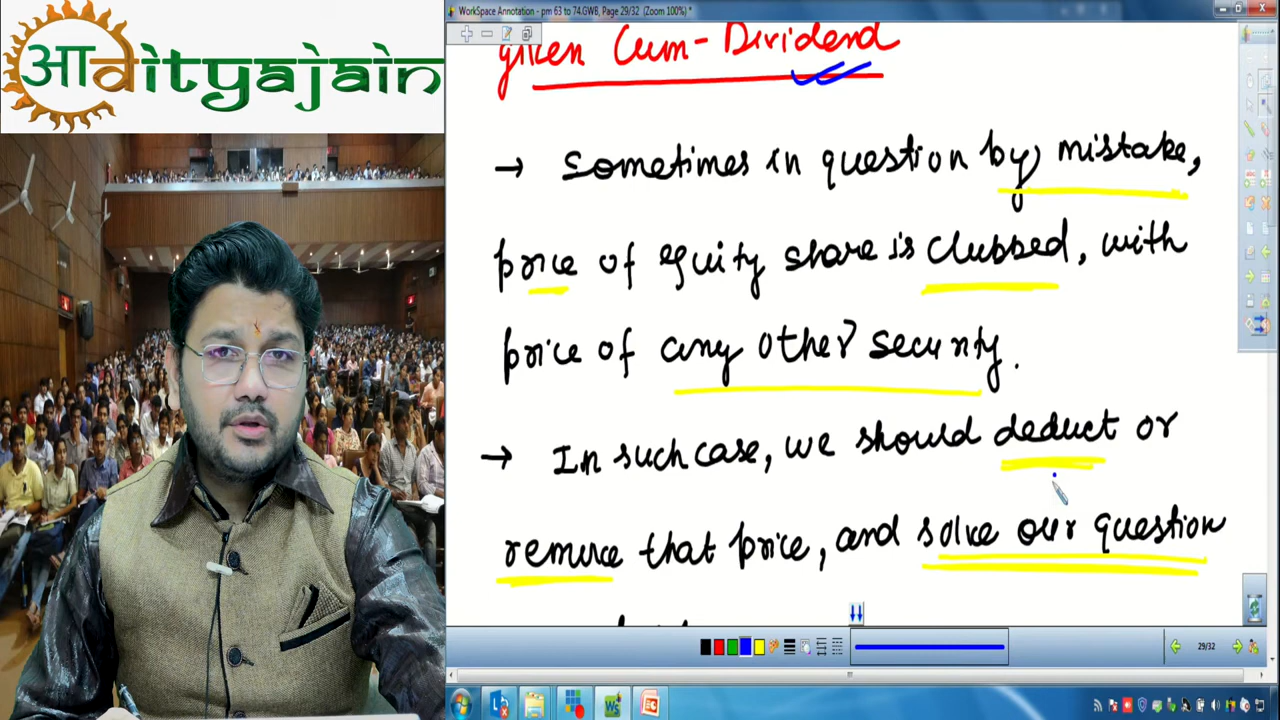 आdityajain
WorkSpace Annotation - pm 63 to 74.GWB, Page 29/32 (Zoom 100%) *
given Cum-Dividend
→ Sometimes in question by mistake,
price of equity share is clubbed, with
price of any other security.
→ In such case, we should deduct or
remove that price, and solve our question
29/32